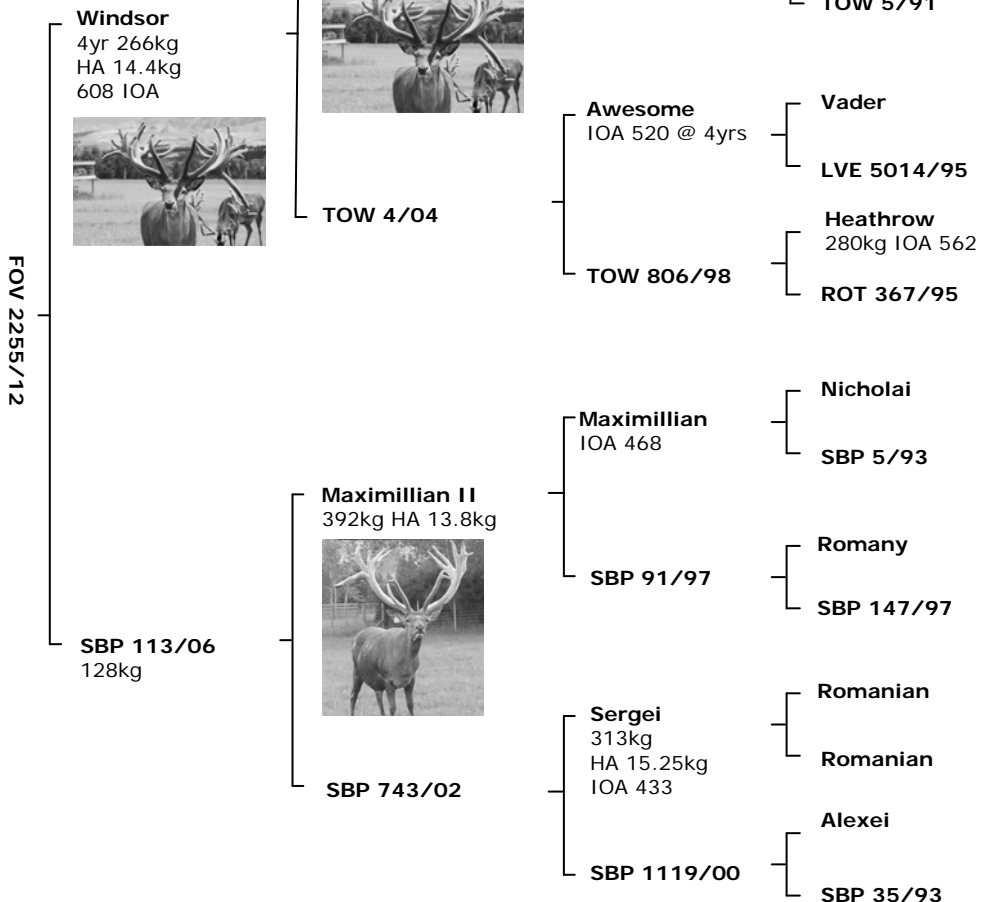 TOW 5/91
Windsor
4yr 266kg
HA 14.4kg
608 IOA
TOW 4/04
Awesome
IOA 520 @ 4yrs
Vader
LVE 5014/95
TOW 806/98
Heathrow
280kg IOA 562
ROT 367/95
FOV 2255/12
Maximillian II
392kg HA 13.8kg
Maximillian
IOA 468
Nicholai
SBP 5/93
SBP 91/97
Romany
SBP 147/97
SBP 113/06
128kg
SBP 743/02
Sergei
313kg
HA 15.25kg
IOA 433
Romanian
Romanian
SBP 1119/00
Alexei
SBP 35/93